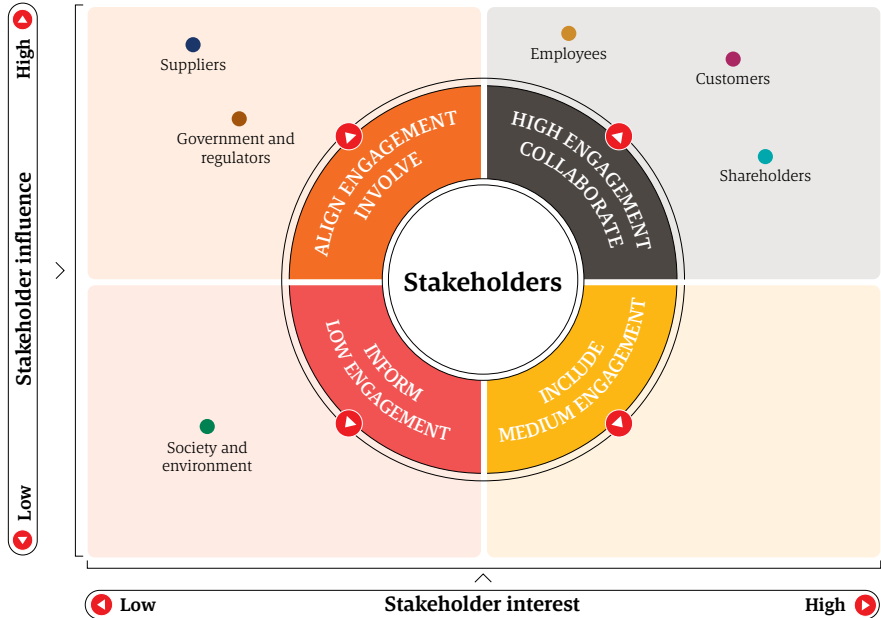 High
Stakeholder influence
Low
Suppliers
Government and
regulators
Employees
Customers
Shareholders
ALIGN ENGAGEMENT
INVOLVE
HIGH ENGAGEMENT
COLLABORATE
Stakeholders
INFORM
LOW ENGAGEMENT
INCLUDE
MEDIUM ENGAGEMENT
Society and
environment
Low
Stakeholder interest
High